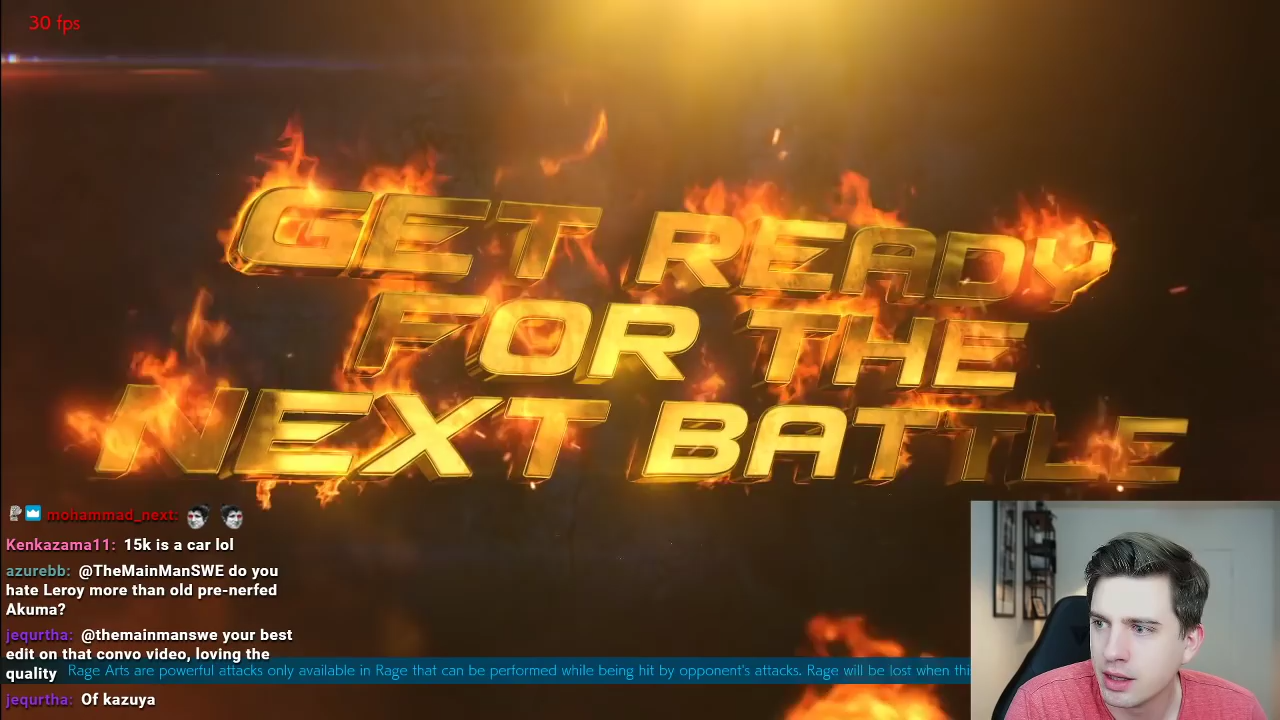 30 fps
GET READY
FOR THE
NEXT BATTLE
mohammad_next:
Kenkazama11: 15k is a car lol
azurebb: @TheMainManSWE do you
hate Leroy more than old pre-nerfed
Akuma?
jequrtha: @themainmanswe your best
edit on that convo video, loving the
quality
Rage Arts are powerful attacks only available in Rage that can be performed while being hit by opponent's attacks. Rage will be lost when thi
jequrtha: Of kazuya